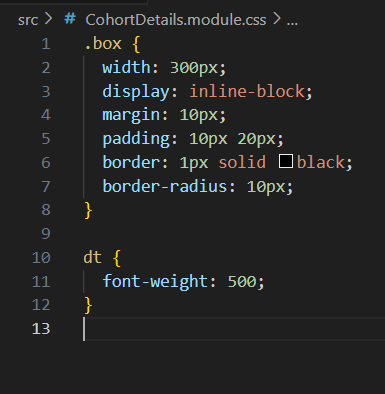 src > # CohortDetails.module.css > ...
1 .box {
2   width: 300px;
3   display: inline-block;
4   margin: 10px;
5   padding: 10px 20px;
6   border: 1px solid black;
7   border-radius: 10px;
8 }
9
10 dt {
11   font-weight: 500;
12 }
13